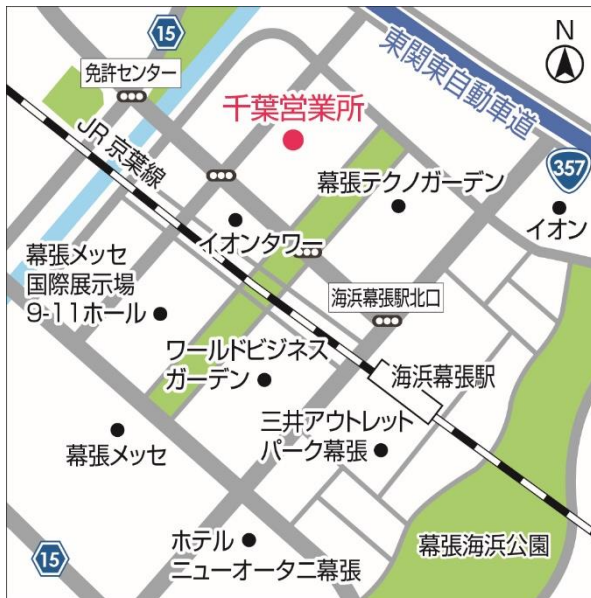 15
N
免許センター
千葉営業所
東関東自動車道
JR京葉線
357
幕張テクノガーデン
イオン
イオンタワー
幕張メッセ
国際展示場
9-11ホール
海浜幕張駅北口
ワールドビジネス
ガーデン
海浜幕張駅
三井アウトレット
パーク幕張
幕張メッセ
ホテル
ニューオータニ幕張
幕張海浜公園
15